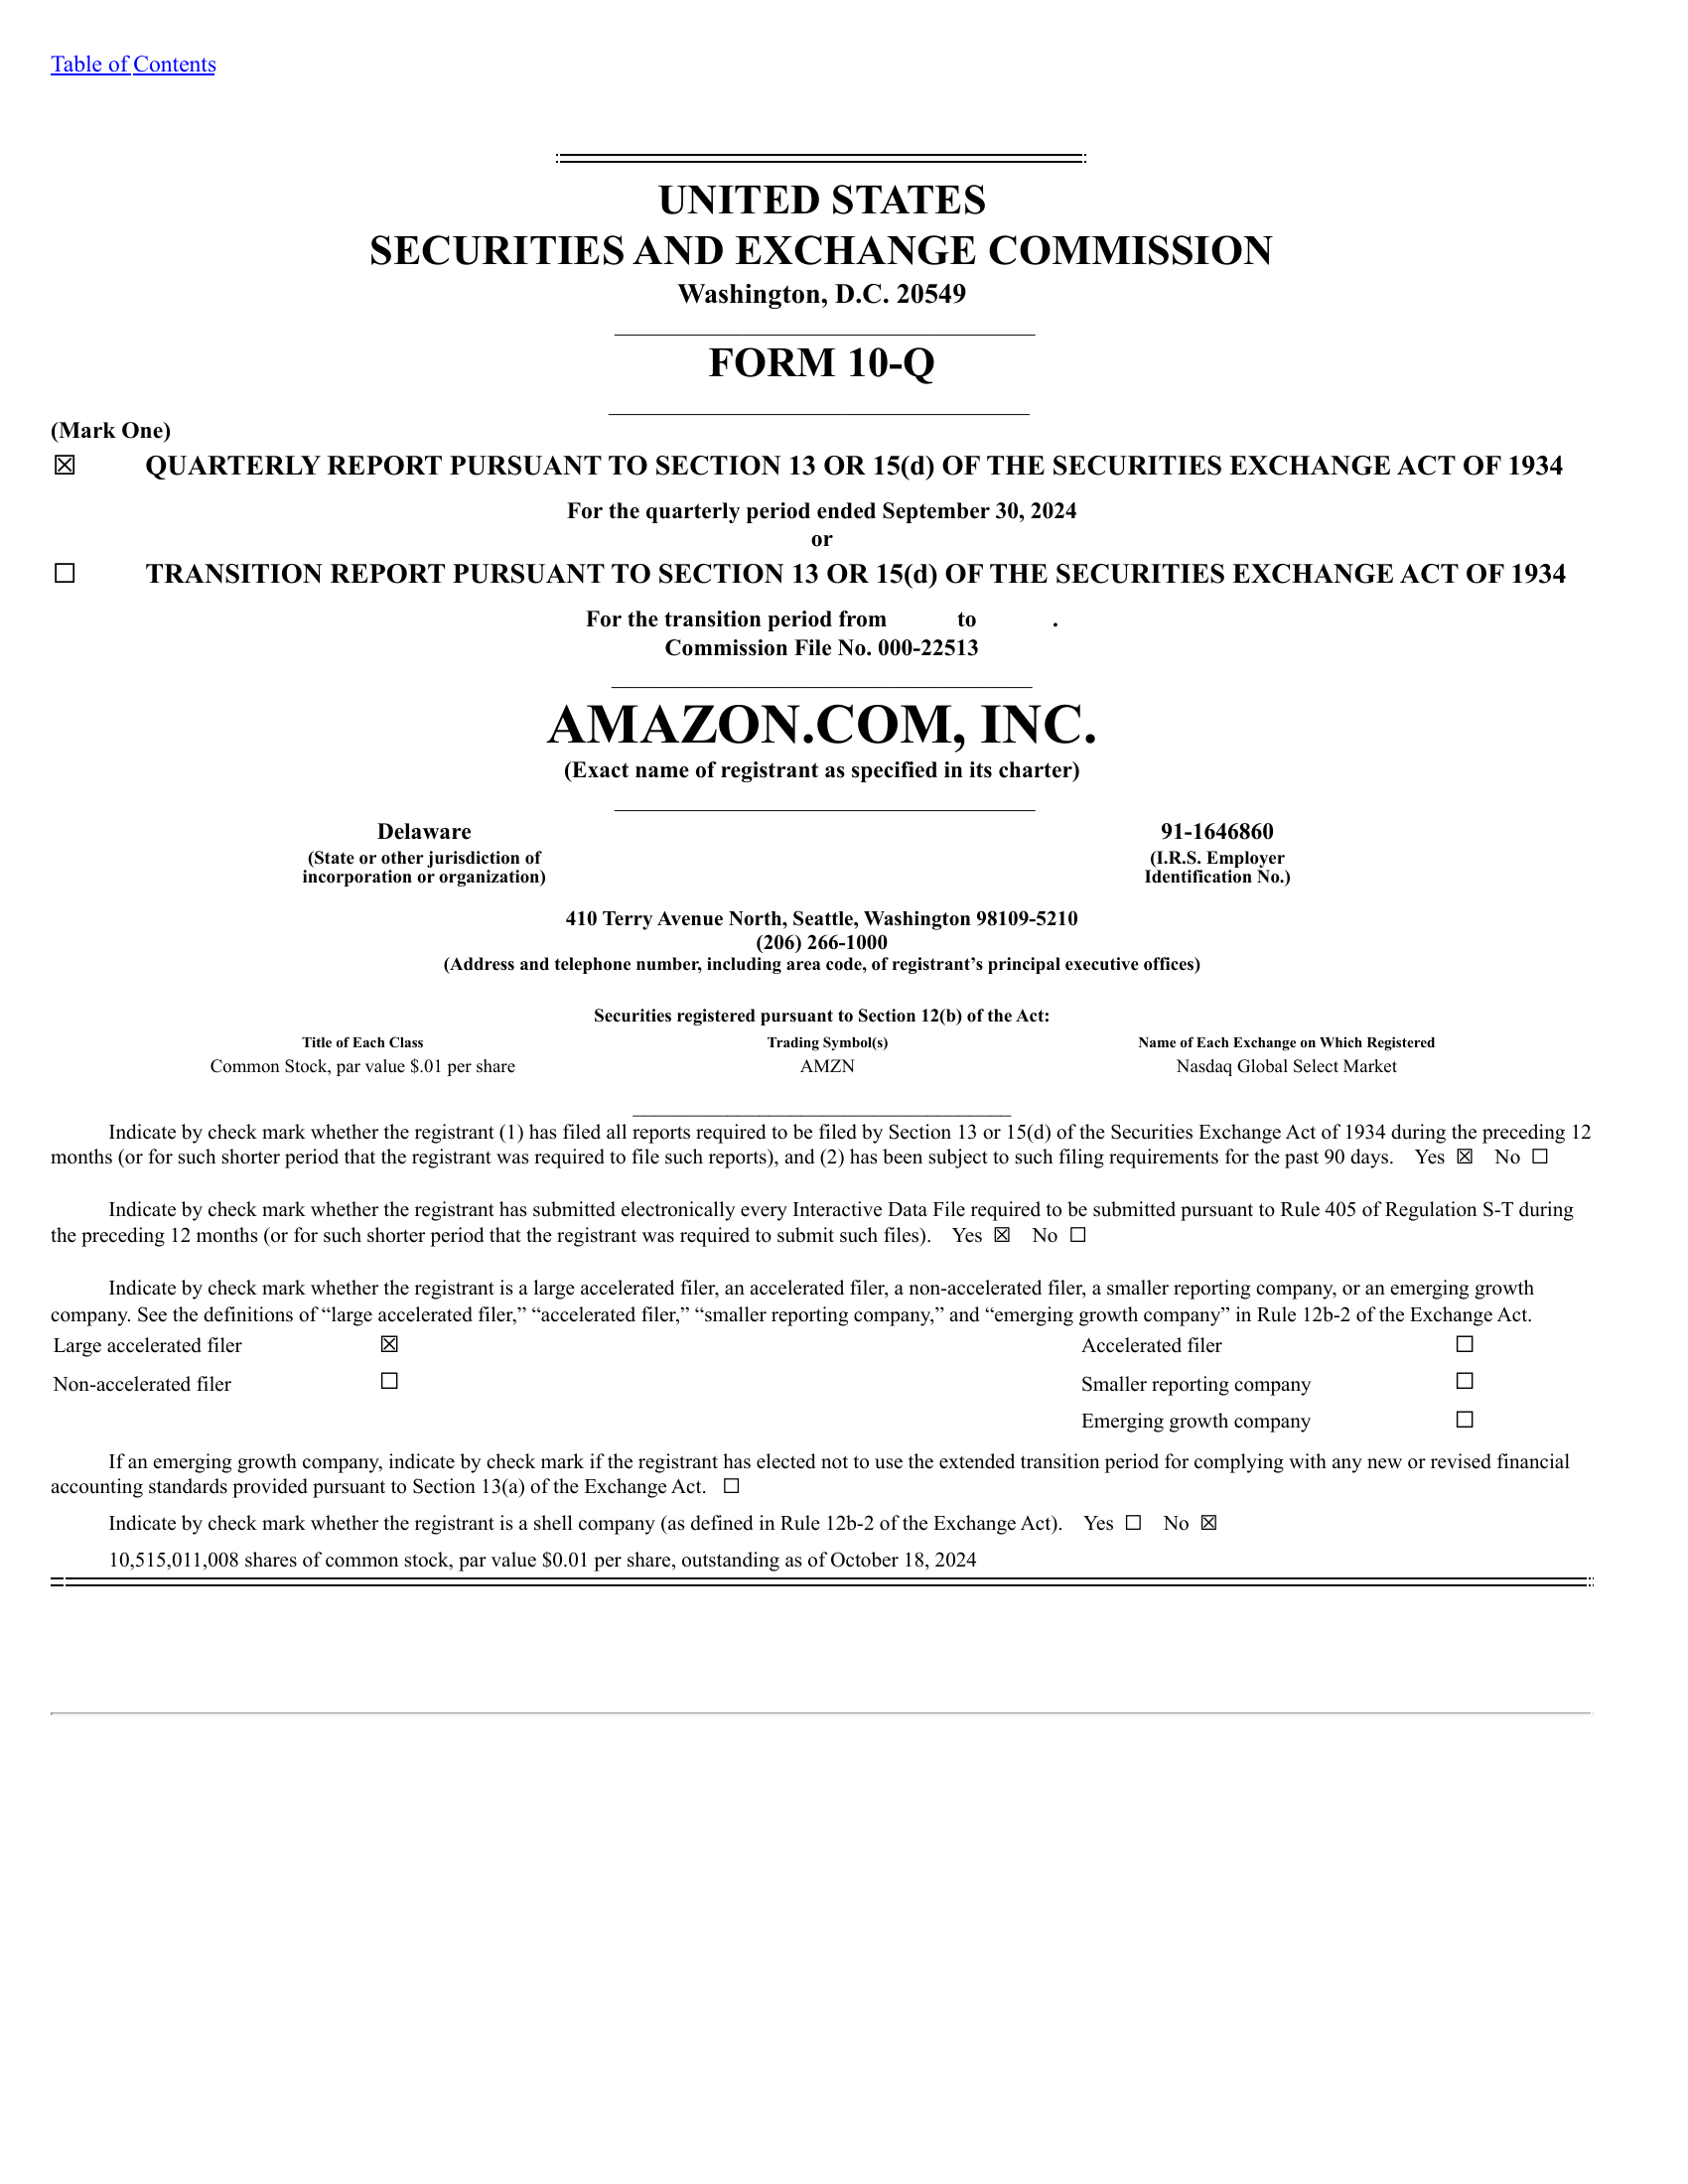 Table of Contents
UNITED STATES
SECURITIES AND EXCHANGE COMMISSION
Washington, D.C. 20549
____________________________________
FORM 10-Q
____________________________________
(Mark One)
☒ QUARTERLY REPORT PURSUANT TO SECTION 13 OR 15(d) OF THE SECURITIES EXCHANGE ACT OF 1934
For the quarterly period ended September 30, 2024
or
☐ TRANSITION REPORT PURSUANT TO SECTION 13 OR 15(d) OF THE SECURITIES EXCHANGE ACT OF 1934
For the transition period from to .
Commission File No. 000-22513
____________________________________
AMAZON.COM, INC.
(Exact name of registrant as specified in its charter)
____________________________________
Delaware 91-1646860
(State or other jurisdiction of (I.R.S. Employer
incorporation or organization) Identification No.)
410 Terry Avenue North, Seattle, Washington 98109-5210
(206) 266-1000
(Address and telephone number, including area code, of registrant’s principal executive offices)
Securities registered pursuant to Section 12(b) of the Act:
Title of Each Class Trading Symbol(s) Name of Each Exchange on Which Registered
Common Stock, par value $.01 per share AMZN Nasdaq Global Select Market
____________________________________
Indicate by check mark whether the registrant (1) has filed all reports required to be filed by Section 13 or 15(d) of the Securities Exchange Act of 1934 during the preceding 12
months (or for such shorter period that the registrant was required to file such reports), and (2) has been subject to such filing requirements for the past 90 days. Yes ☒ No ☐
Indicate by check mark whether the registrant has submitted electronically every Interactive Data File required to be submitted pursuant to Rule 405 of Regulation S-T during
the preceding 12 months (or for such shorter period that the registrant was required to submit such files). Yes ☒ No ☐
Indicate by check mark whether the registrant is a large accelerated filer, an accelerated filer, a non-accelerated filer, a smaller reporting company, or an emerging growth
company. See the definitions of “large accelerated filer,” “accelerated filer,” “smaller reporting company,” and “emerging growth company” in Rule 12b-2 of the Exchange Act.
Large accelerated filer ☒ Accelerated filer ☐
Non-accelerated filer ☐ Smaller reporting company ☐
Emerging growth company ☐
If an emerging growth company, indicate by check mark if the registrant has elected not to use the extended transition period for complying with any new or revised financial
accounting standards provided pursuant to Section 13(a) of the Exchange Act. ☐
Indicate by check mark whether the registrant is a shell company (as defined in Rule 12b-2 of the Exchange Act). Yes ☐ No ☒
10,515,011,008 shares of common stock, par value $0.01 per share, outstanding as of October 18, 2024